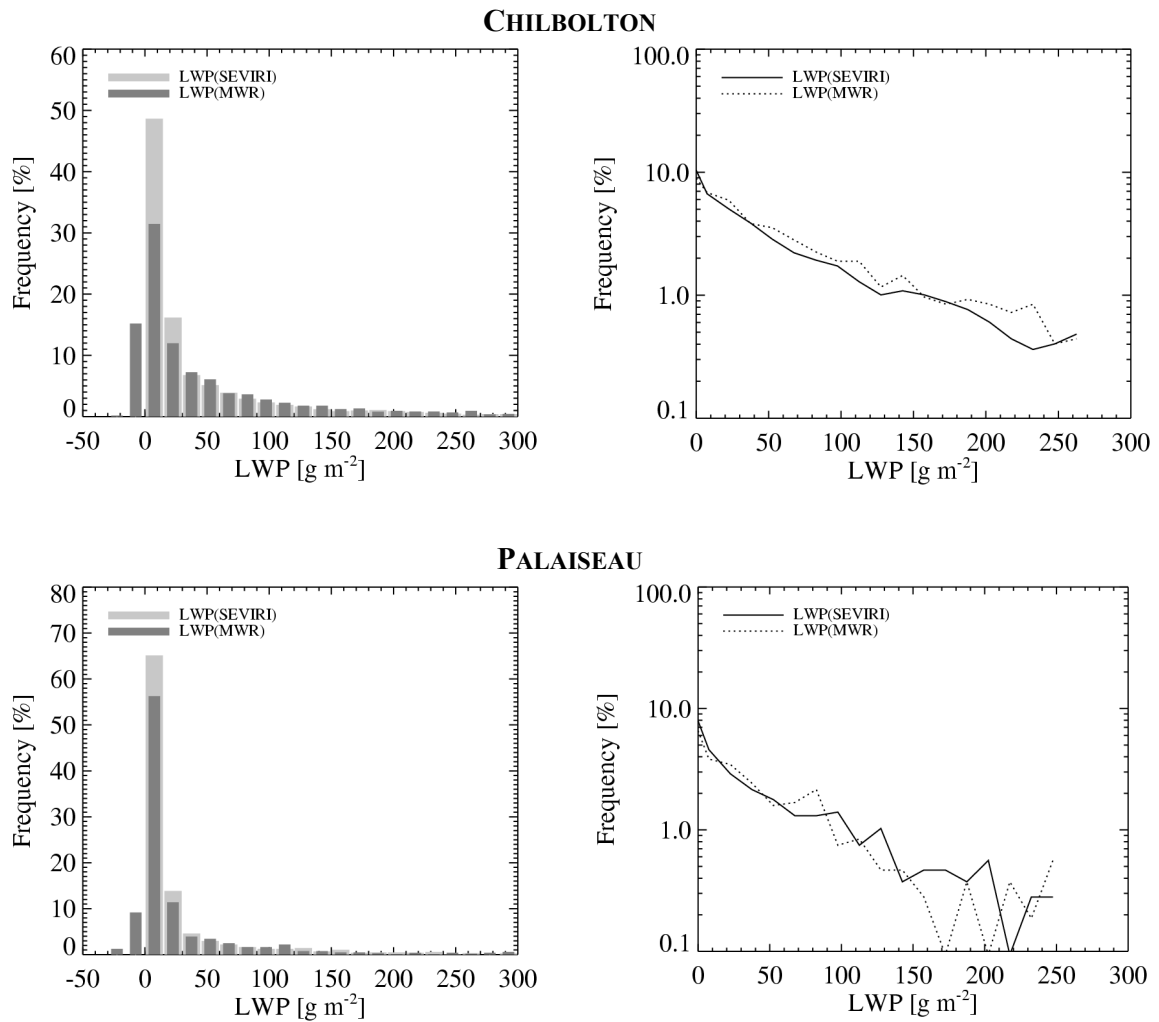 CHILBOLTON
60
50
40
30
20
10
0
Frequency [%]
LWP(SEVIRI)
LWP(MWR)
-50 0 50 100 150 200 250 300
LWP [g m-2]
100.0
10.0
1.0
0.1
Frequency [%]
LWP(SEVIRI)
LWP(MWR)
0 50 100 150 200 250 300
LWP [g m-2]
PALAISEAU
80
70
60
50
40
30
20
10
0
Frequency [%]
LWP(SEVIRI)
LWP(MWR)
-50 0 50 100 150 200 250 300
LWP [g m-2]
100.0
10.0
1.0
0.1
Frequency [%]
LWP(SEVIRI)
LWP(MWR)
0 50 100 150 200 250 300
LWP [g m-2]